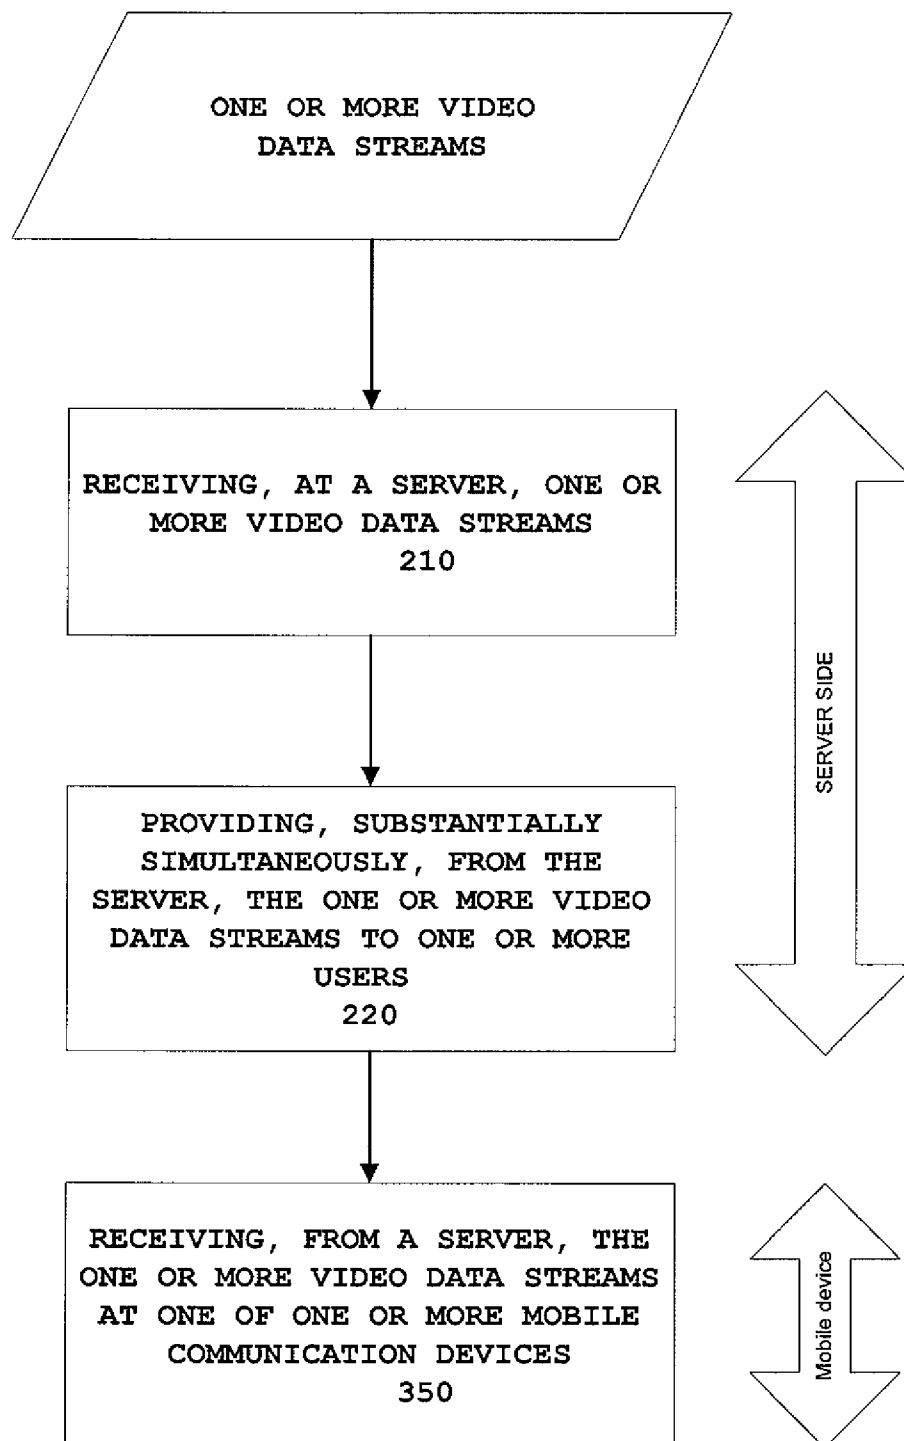 ONE OR MORE VIDEO
DATA STREAMS
RECEIVING, AT A SERVER, ONE OR
MORE VIDEO DATA STREAMS
210
SERVER SIDE
PROVIDING, SUBSTANTIALLY
SIMULTANEOUSLY, FROM THE
SERVER, THE ONE OR MORE VIDEO
DATA STREAMS TO ONE OR MORE
USERS
220
RECEIVING, FROM A SERVER, THE
ONE OR MORE VIDEO DATA STREAMS
AT ONE OF ONE OR MORE MOBILE
COMMUNICATION DEVICES
350
Mobile device